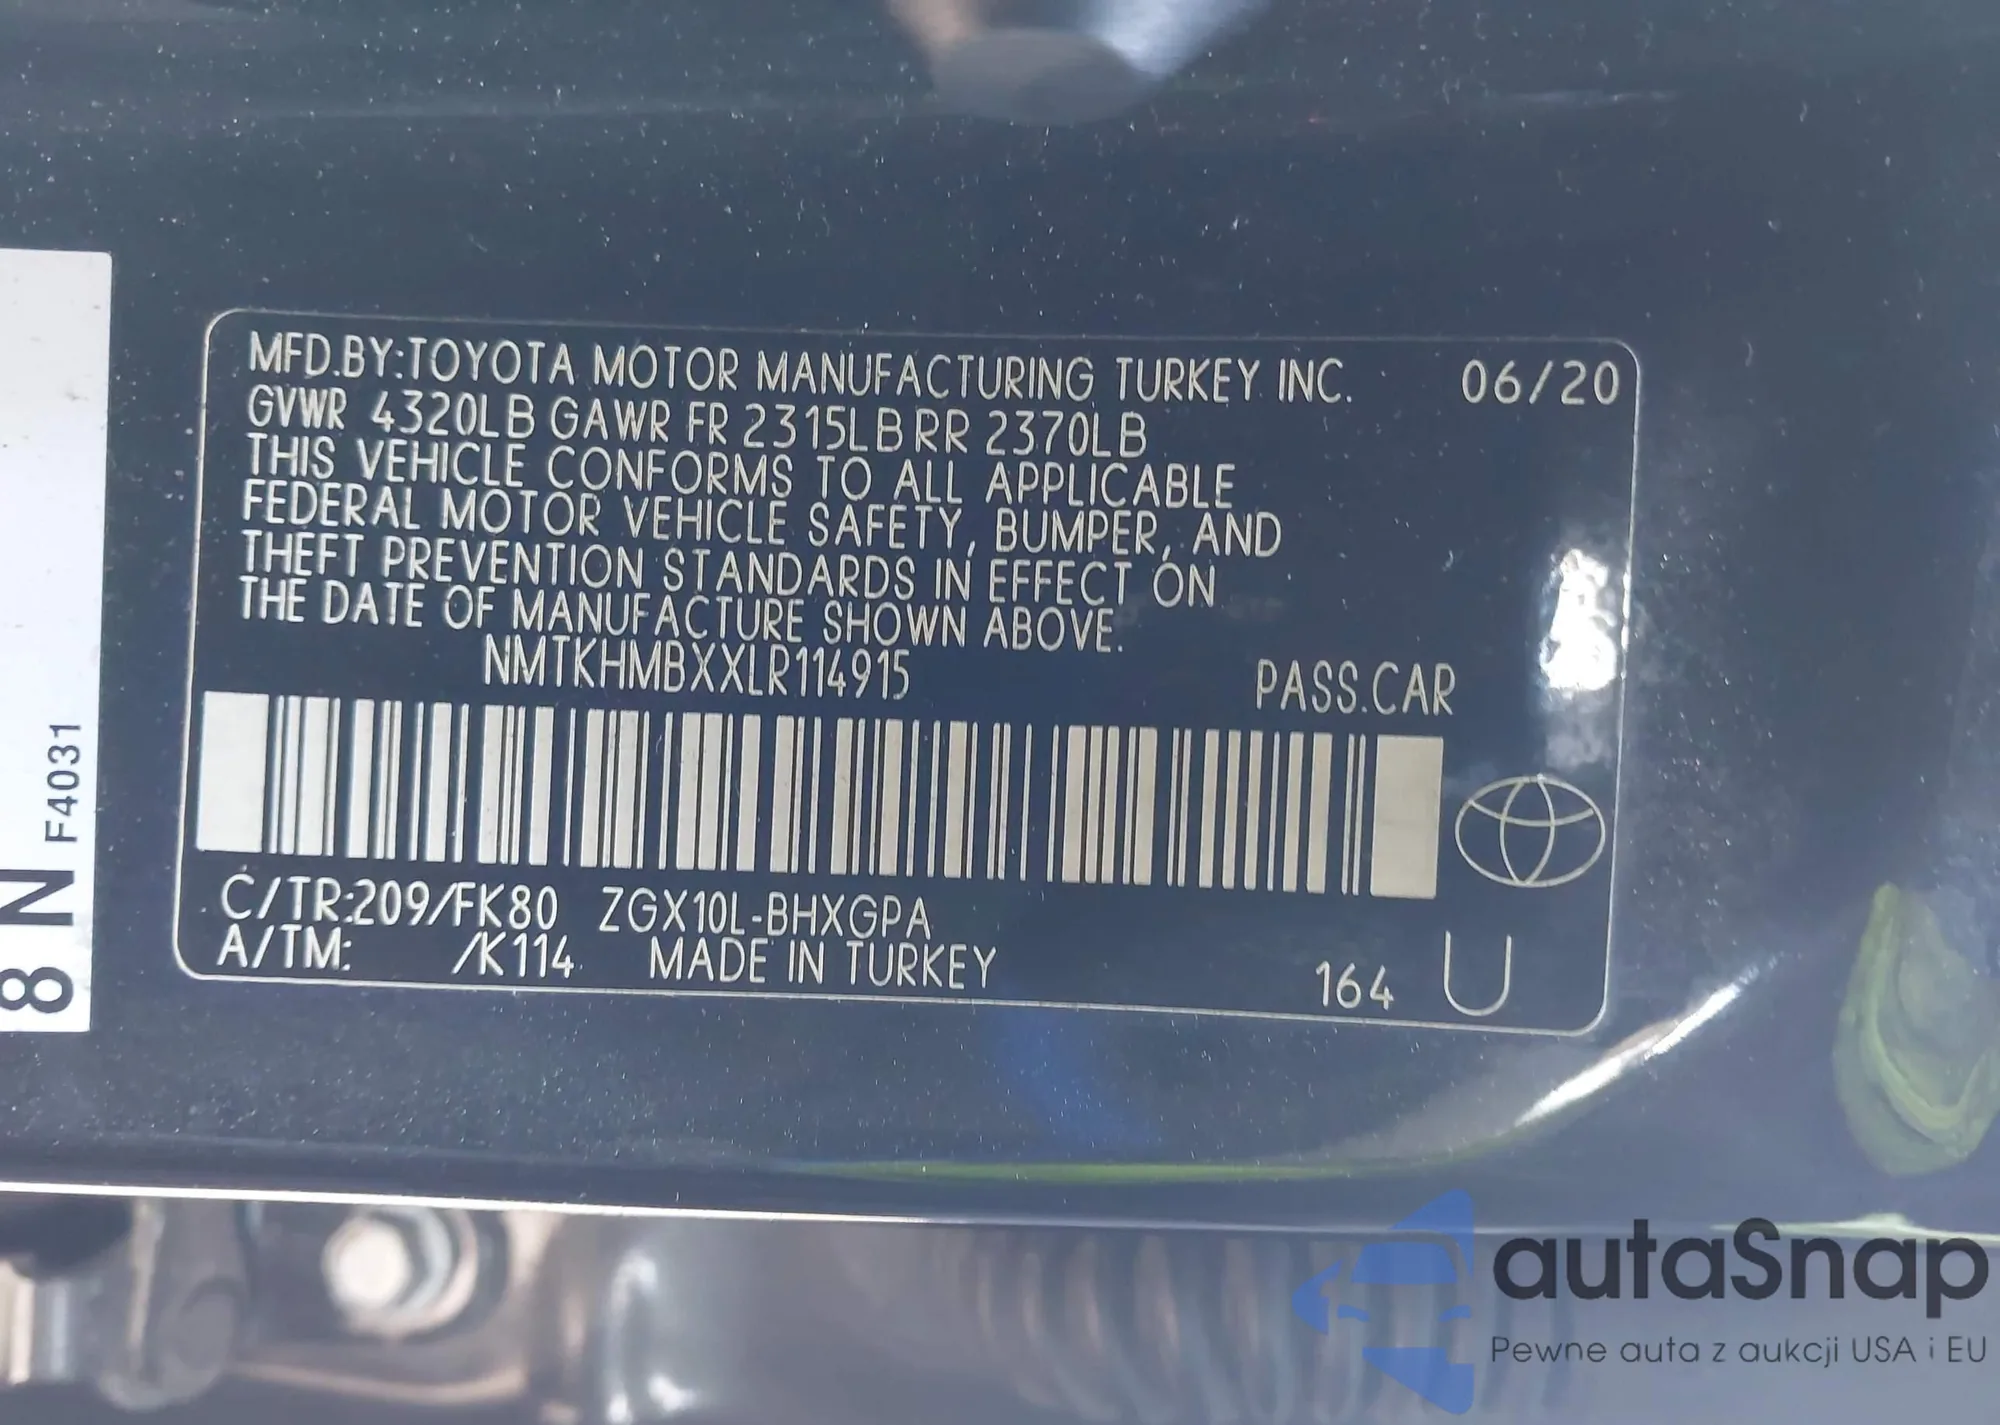 MFD.BY:TOYOTA MOTOR MANUFACTURING TURKEY INC. 06/20
GVWR 4320LB GAWR FR 2315LB RR 2370LB
THIS VEHICLE CONFORMS TO ALL APPLICABLE
FEDERAL MOTOR VEHICLE SAFETY, BUMPER, AND
THEFT PREVENTION STANDARDS IN EFFECT ON
THE DATE OF MANUFACTURE SHOWN ABOVE.
NMTKHMBXXLR114915 PASS.CAR
C/TR:209/FK80 ZGX10L-BHXGPA
A/TM: /K114 MADE IN TURKEY 164 U
8 N F4031
autaSnap
Pewne auta z aukcji USA i EU